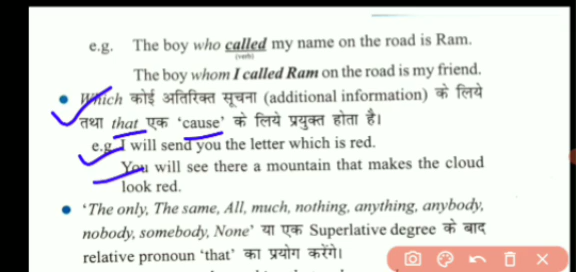 e.g. The boy who called my name on the road is Ram.
(verb)
The boy whom I called Ram on the road is my friend.
• Which कोई अतिरिक्त सूचना (additional information) के लिये
तथा that एक 'cause' के लिये प्रयुक्त होता है।
e.g. I will send you the letter which is red.
You will see there a mountain that makes the cloud
look red.
• 'The only, The same, All, much, nothing, anything, anybody,
nobody, somebody, None' या एक Superlative degree के बाद
relative pronoun 'that' का प्रयोग करेंगे।